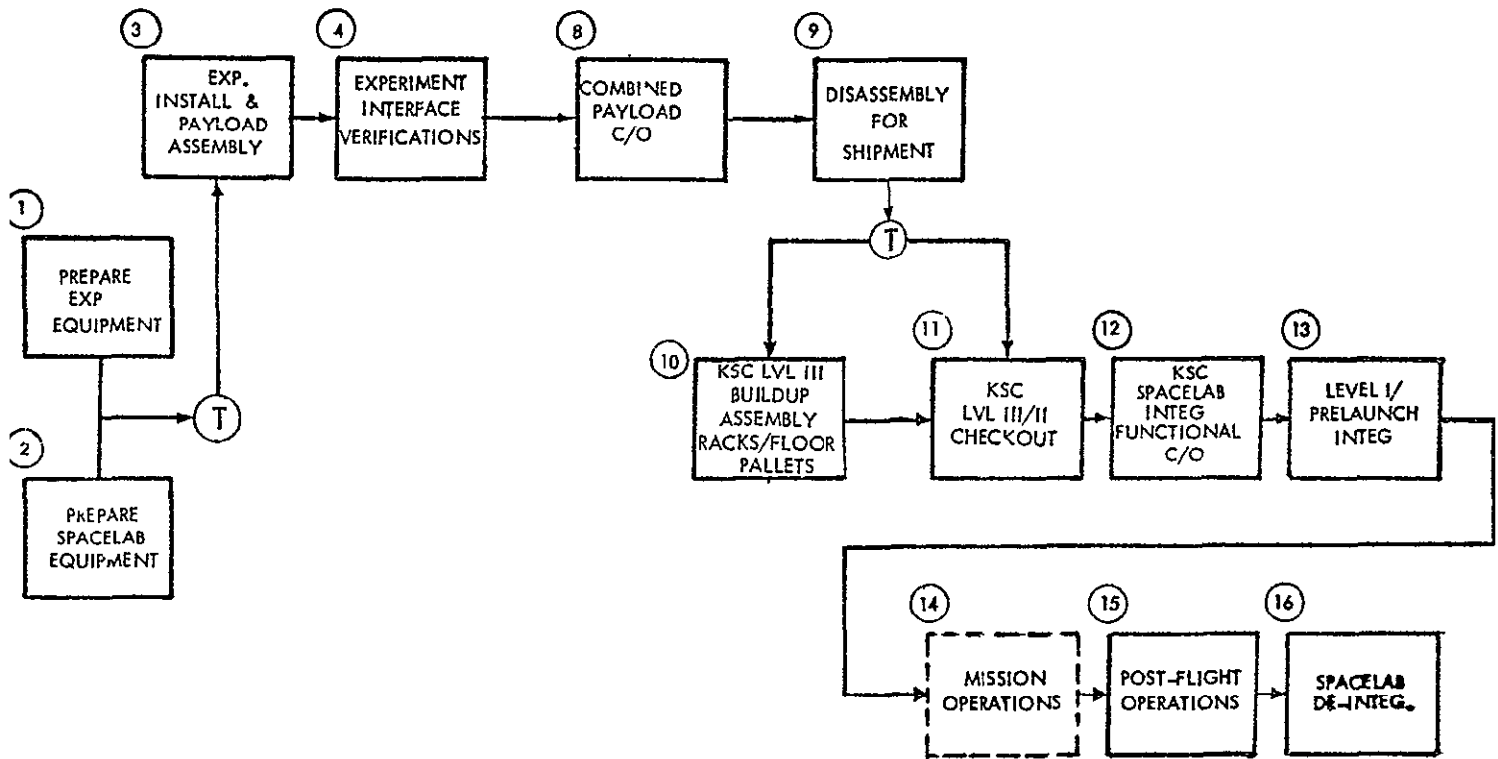 3
EXP.
INSTALL &
PAYLOAD
ASSEMBLY
4
EXPERIMENT
INTERFACE
VERIFICATIONS
8
COMBINED
PAYLOAD
C/O
9
DISASSEMBLY
FOR
SHIPMENT
1
PREPARE
EXP
EQUIPMENT
T
2
PREPARE
SPACELAB
EQUIPMENT
T
10
KSC LVL III
BUILDUP
ASSEMBLY
RACKS/FLOOR
PALLETS
11
KSC
LVL III/II
CHECKOUT
12
KSC
SPACELAB
INTEG
FUNCTIONAL
C/O
13
LEVEL I/
PRELAUNCH
INTEG
14
MISSION
OPERATIONS
15
POST-FLIGHT
OPERATIONS
16
SPACELAB
DE-INTEG.